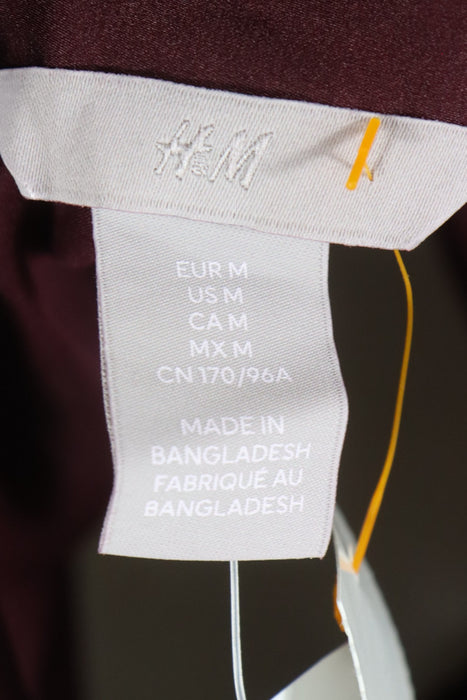 H&M
EUR M
US M
CA M
MX M
CN 170/96A
MADE IN
BANGLADESH
FABRIQUÉ AU
BANGLADESH